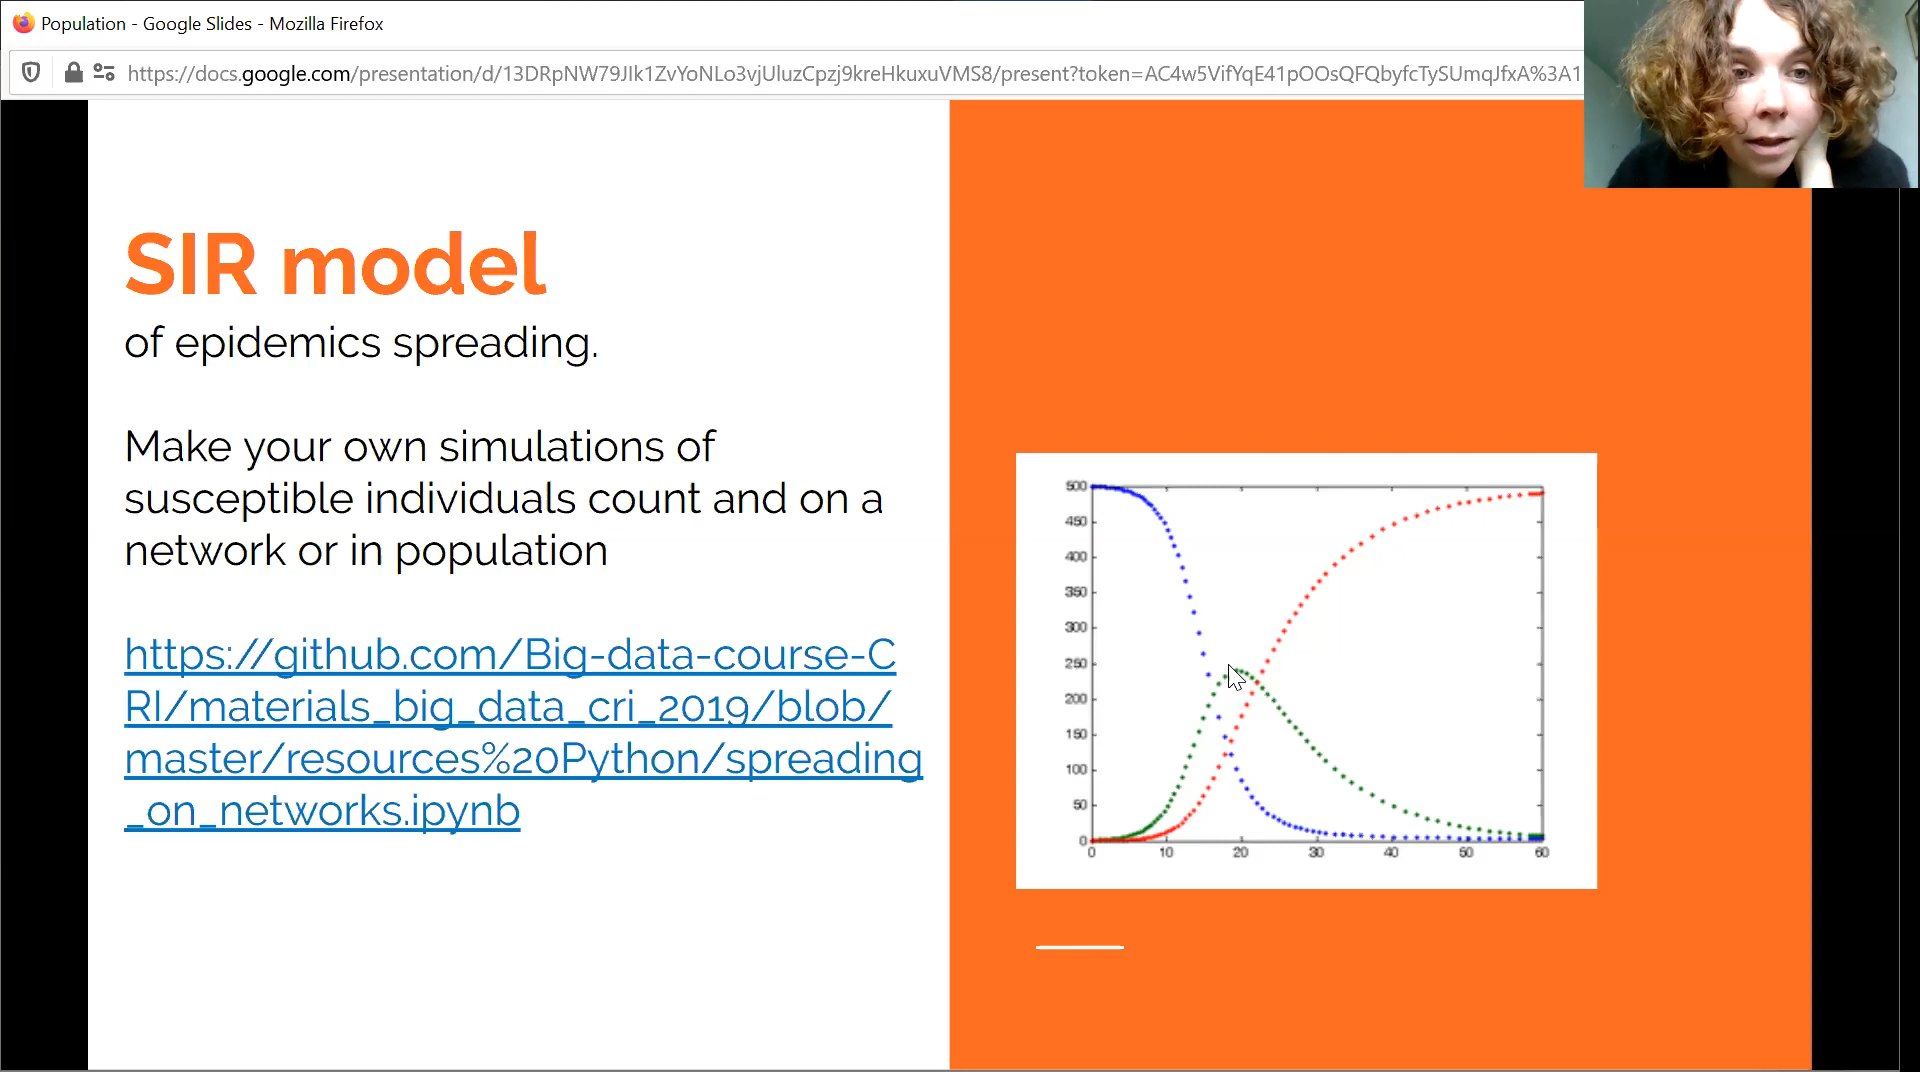 Population - Google Slides - Mozilla Firefox
https://docs.google.com/presentation/d/13DRpNW79JIk1ZvYoNLo3vjUluzCpzj9kreHkuxuVMS8/present?token=AC4w5VifYqE41pOOsQFQbyfcTySUmqJfxA%3A1
SIR model
of epidemics spreading.
Make your own simulations of
susceptible individuals count and on a
network or in population
https://github.com/Big-data-course-C
RI/materials_big_data_cri_2019/blob/
master/resources%20Python/spreading
_on_networks.ipynb
500
450
400
350
300
250
200
150
100
50
0
0 10 20 30 40 50 60